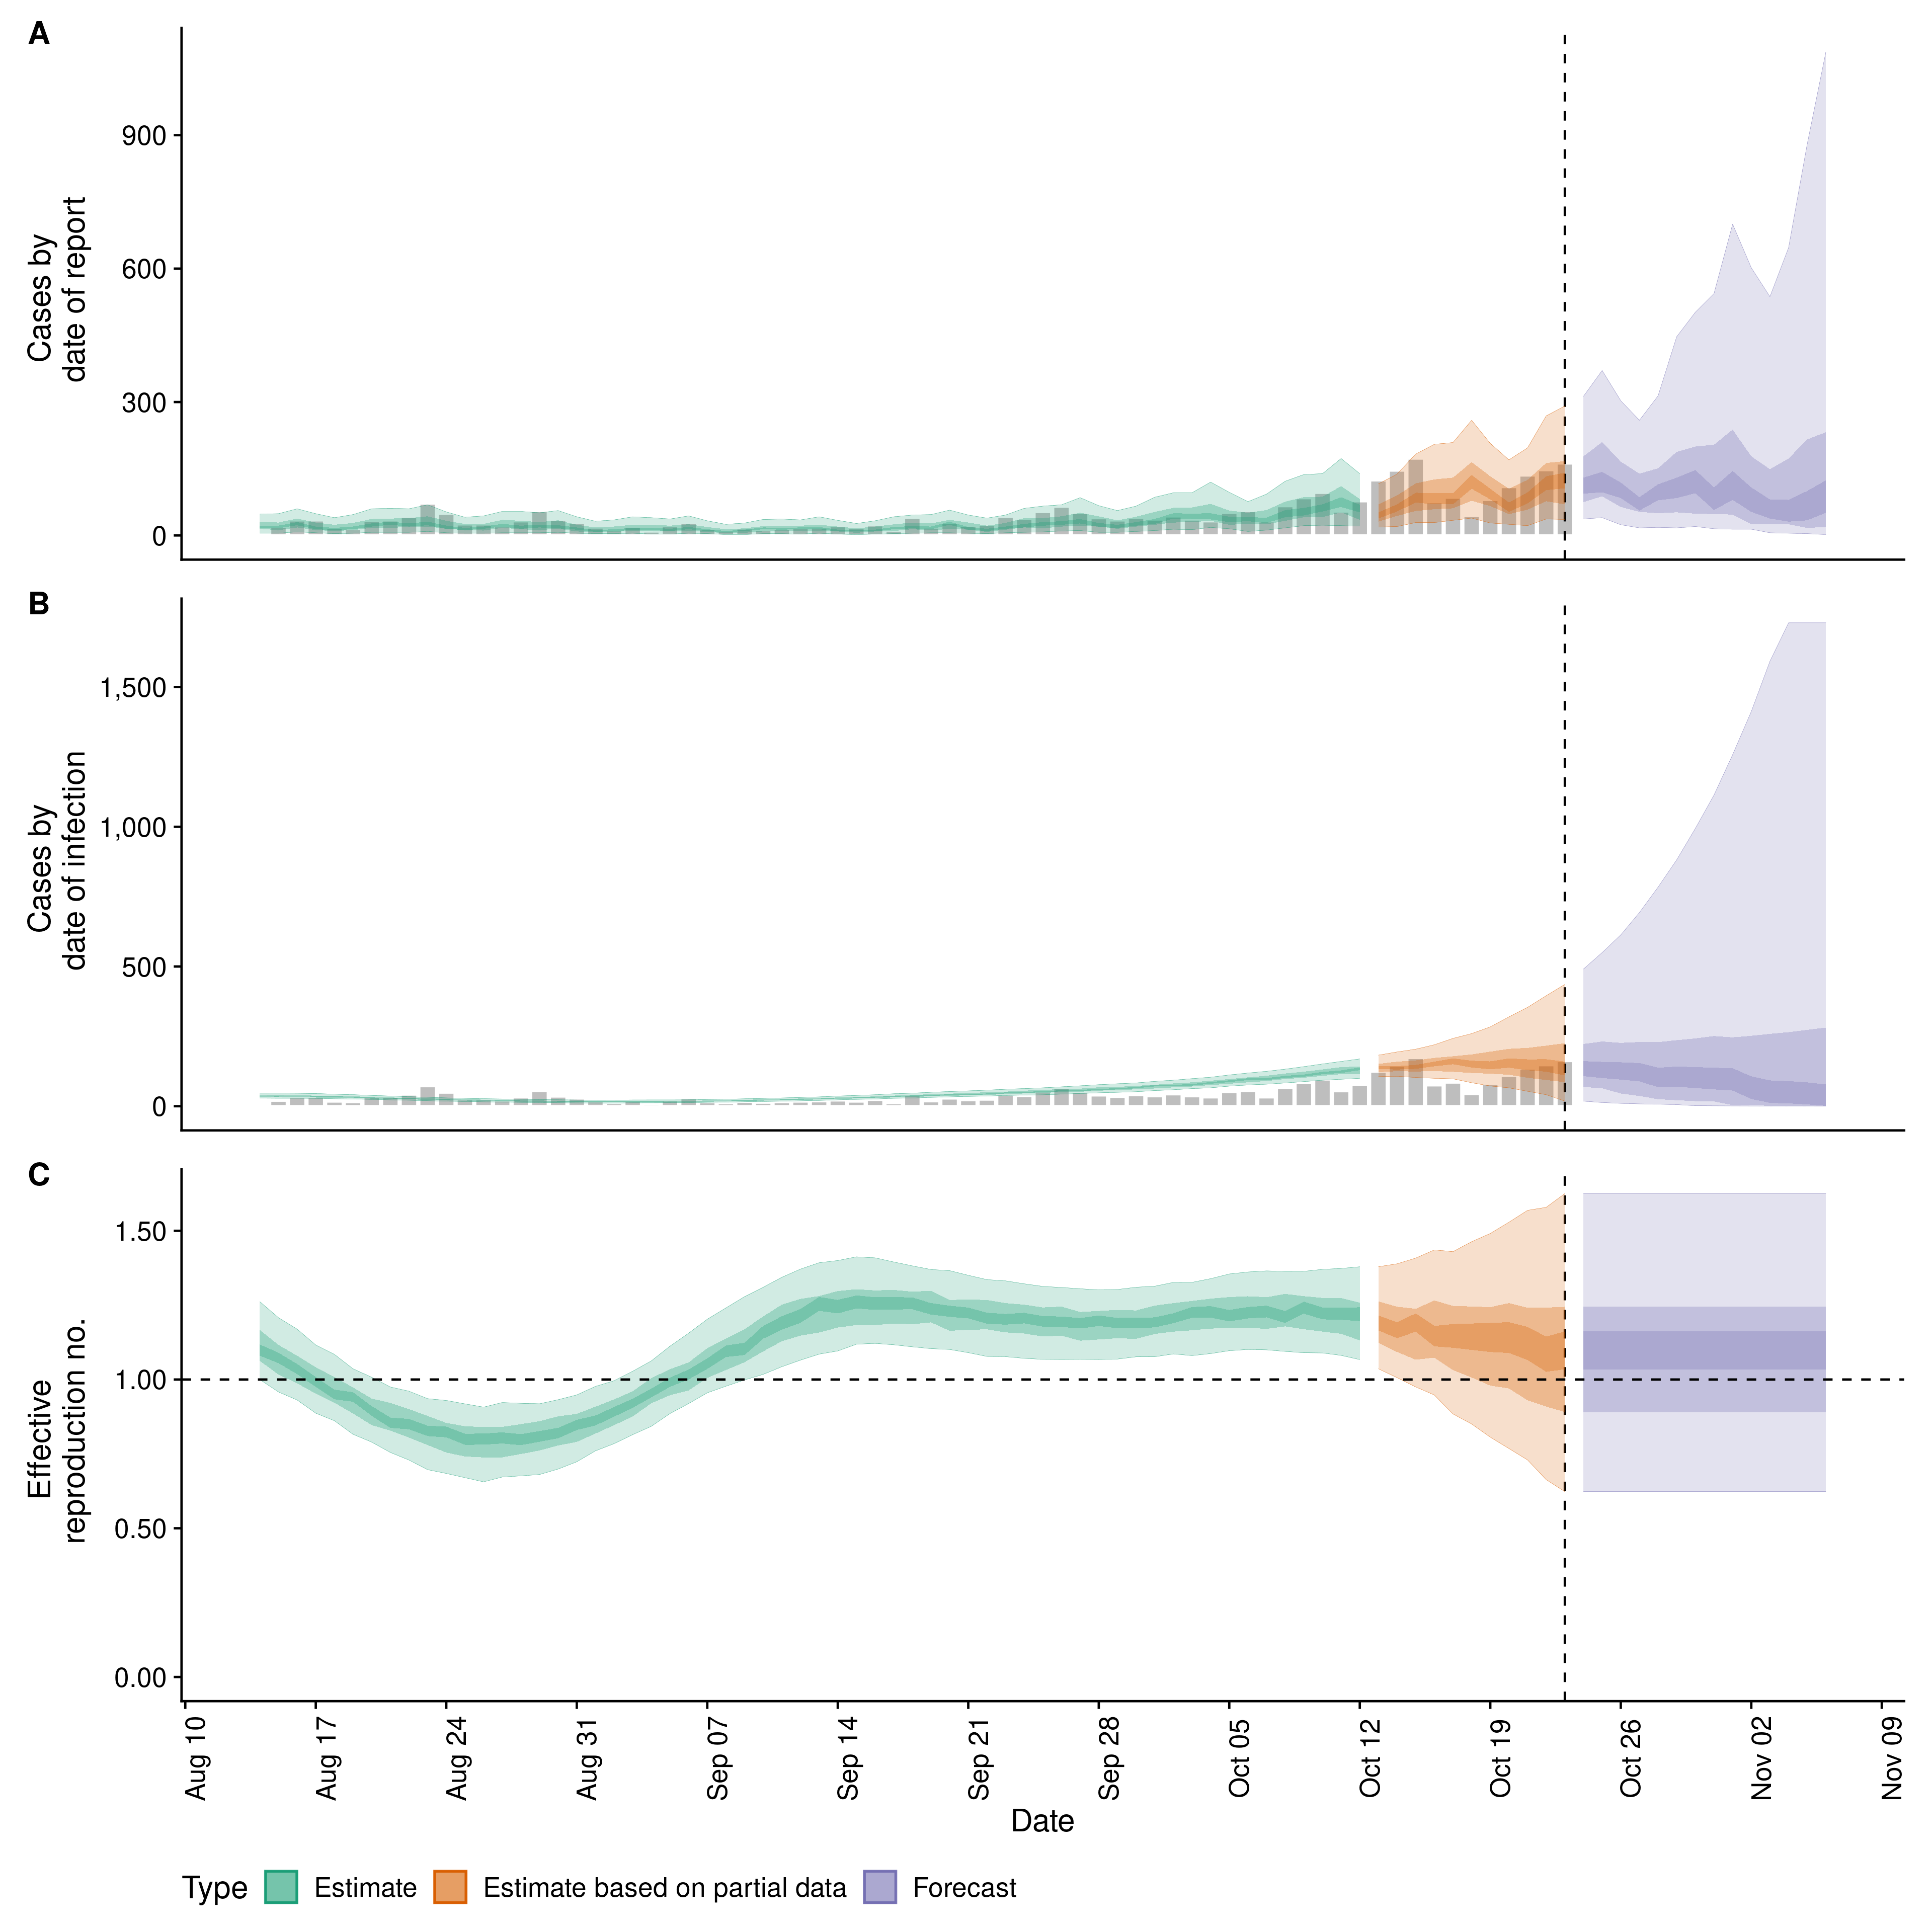 A
Cases by
date of report
900
600
300
0
B
Cases by
date of infection
1,500
1,000
500
0
C
Effective
reproduction no.
1.50
1.00
0.50
0.00
Aug 10
Aug 17
Aug 24
Aug 31
Sep 07
Sep 14
Sep 21
Sep 28
Oct 05
Oct 12
Oct 19
Oct 26
Nov 02
Nov 09
Date
Type Estimate Estimate based on partial data Forecast